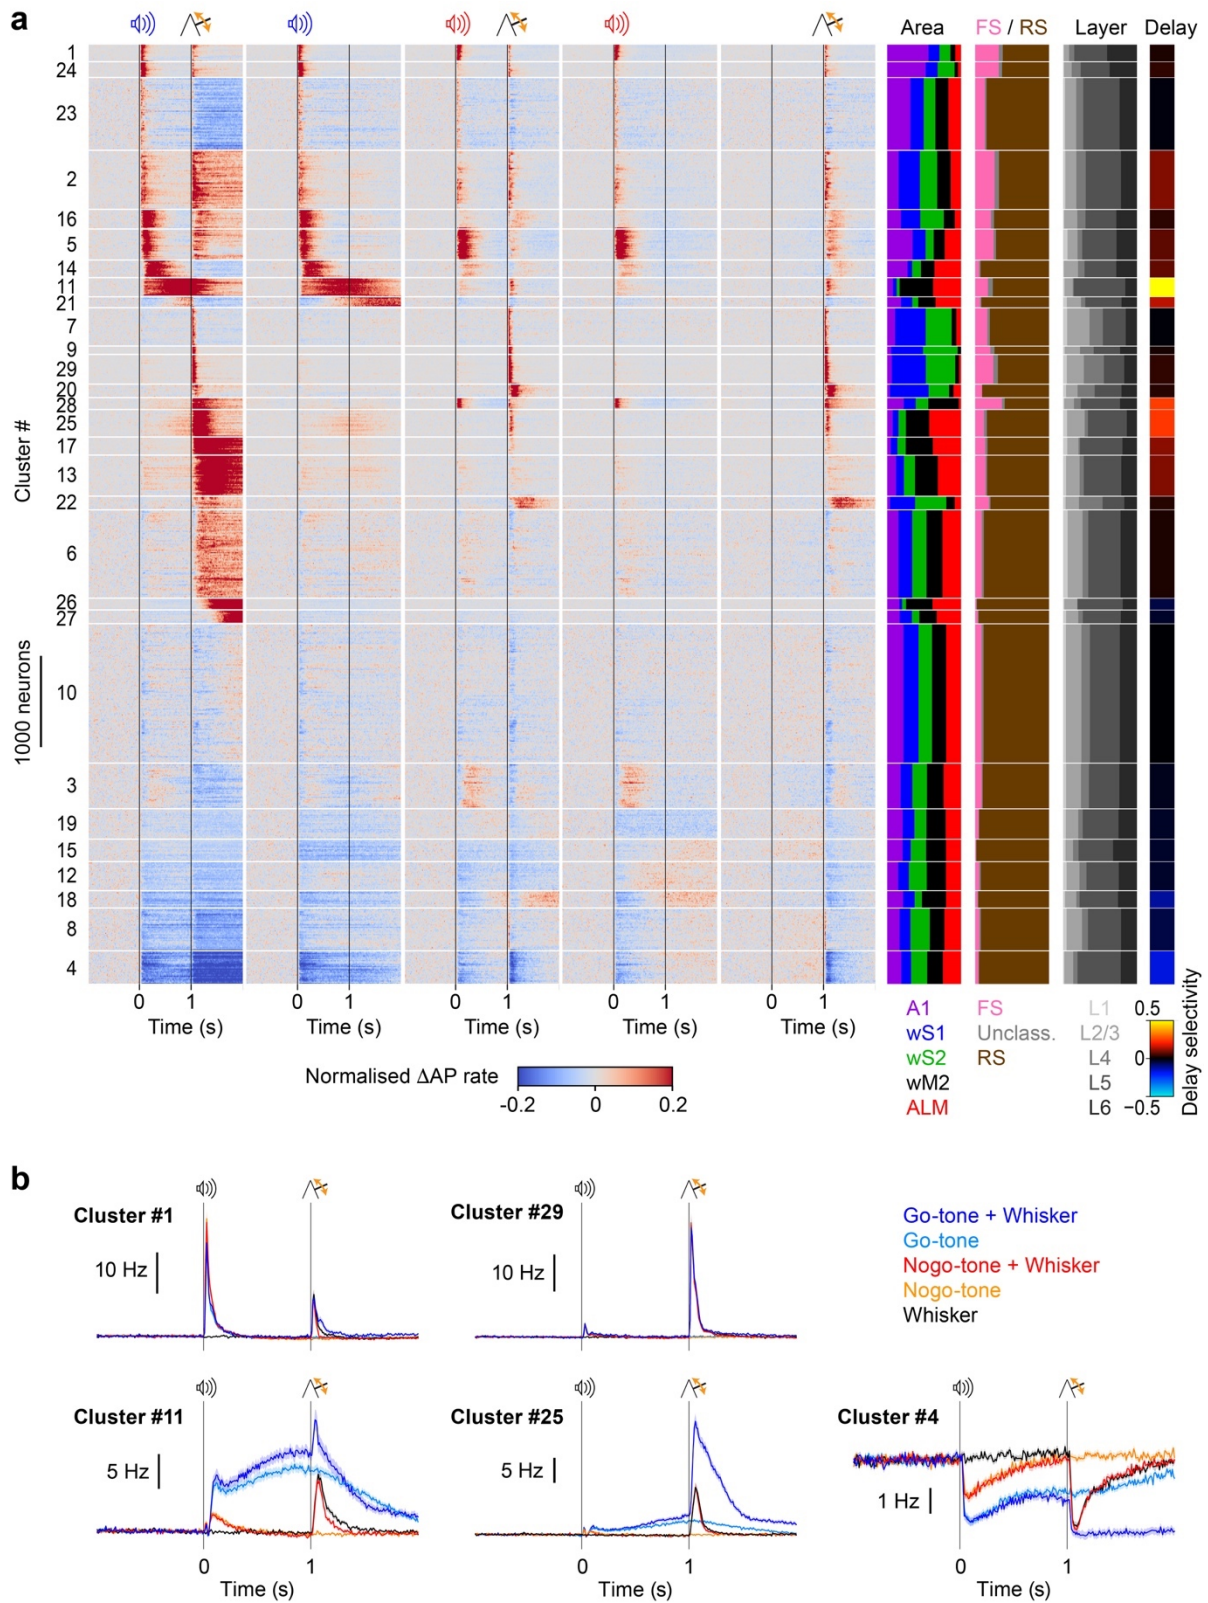 a
Area FS / RS Layer Delay
1
24
23
2
16
5
14
11
21
7
9
29
20
28
25
17
13
22
6
26
27
10
3
19
15
12
18
8
4
Cluster #
1000 neurons
0 1 0 1 0 1 0 1 0 1
Time (s) Time (s) Time (s) Time (s) Time (s)
A1
wS1
wS2
wM2
ALM
FS
Unclass.
RS
L1
L2/3
L4
L5
L6
0.5
0
−0.5
Delay selectivity
Normalised ΔAP rate
-0.2 0 0.2
b
Cluster #1
10 Hz
Cluster #29
10 Hz
Go-tone + Whisker
Go-tone
Nogo-tone + Whisker
Nogo-tone
Whisker
Cluster #11
5 Hz
0 1
Time (s)
Cluster #25
5 Hz
0 1
Time (s)
Cluster #4
1 Hz
0 1
Time (s)